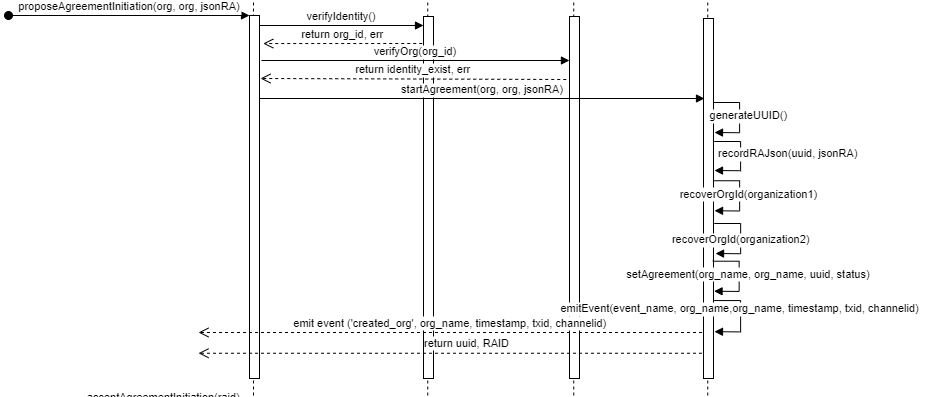 proposeAgreementInitiation(org, org, jsonRA)
verifyIdentity()
return org_id, err
verifyOrg(org_id)
return identity_exist, err
startAgreement(org, org, jsonRA)
generateUUID()
recordRAJson(uuid, jsonRA)
recoverOrgId(organization1)
recoverOrgId(organization2)
setAgreement(org_name, org_name, uuid, status)
emitEvent(event_name, org_name,org_name, timestamp, txid, channelid)
emit event ('created_org', org_name, timestamp, txid, channelid)
return uuid, RAID
acceptAgreementInitiation(raid)